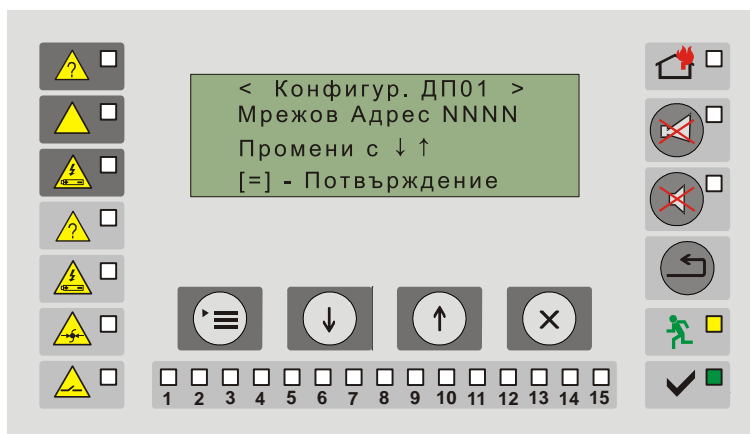 < Конфигур. ДП01 >
Мрежов Адрес NNNN
Промени с ↓ ↑
[=] - Потвърждение
1 2 3 4 5 6 7 8 9 10 11 12 13 14 15